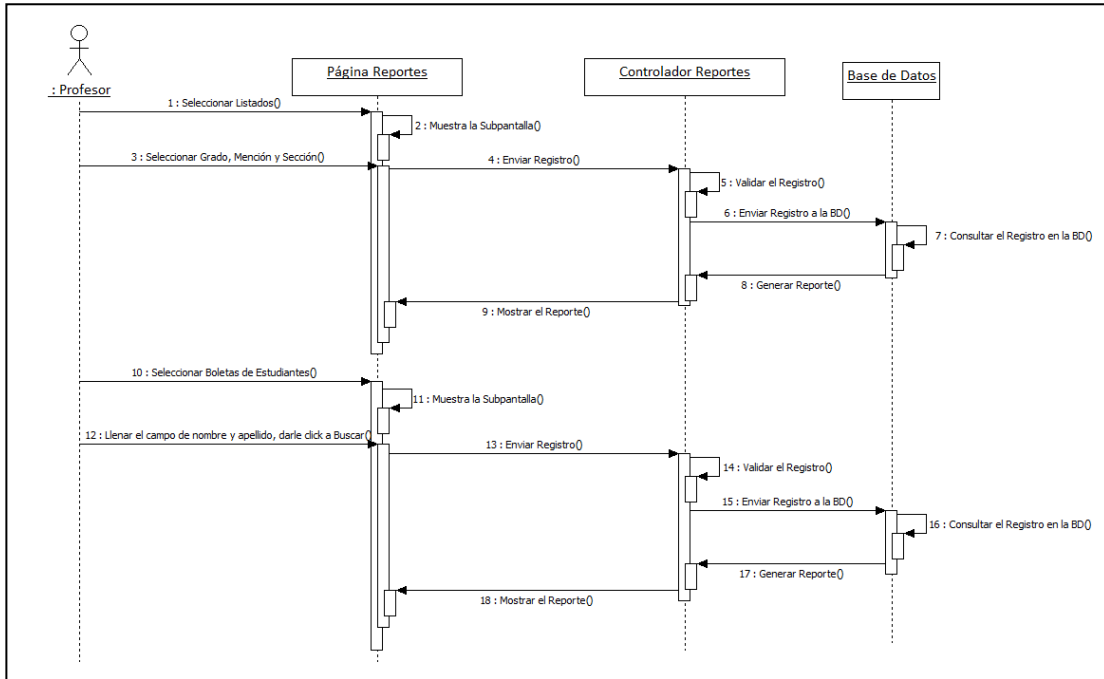 : Profesor
Página Reportes
Controlador Reportes
Base de Datos
1 : Seleccionar Listados()
2 : Muestra la Subpantalla()
3 : Seleccionar Grado, Mención y Sección()
4 : Enviar Registro()
5 : Validar el Registro()
6 : Enviar Registro a la BD()
7 : Consultar el Registro en la BD()
8 : Generar Reporte()
9 : Mostrar el Reporte()
10 : Seleccionar Boletas de Estudiantes()
11 : Muestra la Subpantalla()
12 : Llenar el campo de nombre y apellido, darle click a Buscar()
13 : Enviar Registro()
14 : Validar el Registro()
15 : Enviar Registro a la BD()
16 : Consultar el Registro en la BD()
17 : Generar Reporte()
18 : Mostrar el Reporte()